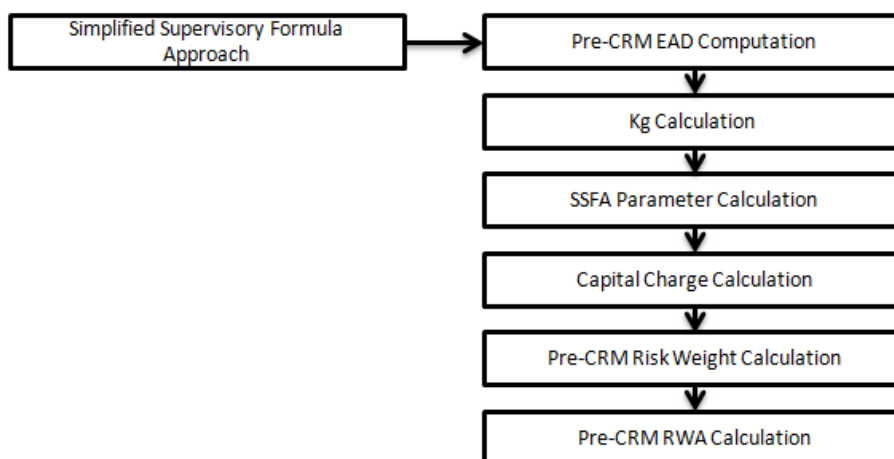 Simplified Supervisory Formula
Approach
Pre-CRM EAD Computation
Kg Calculation
SSFA Parameter Calculation
Capital Charge Calculation
Pre-CRM Risk Weight Calculation
Pre-CRM RWA Calculation